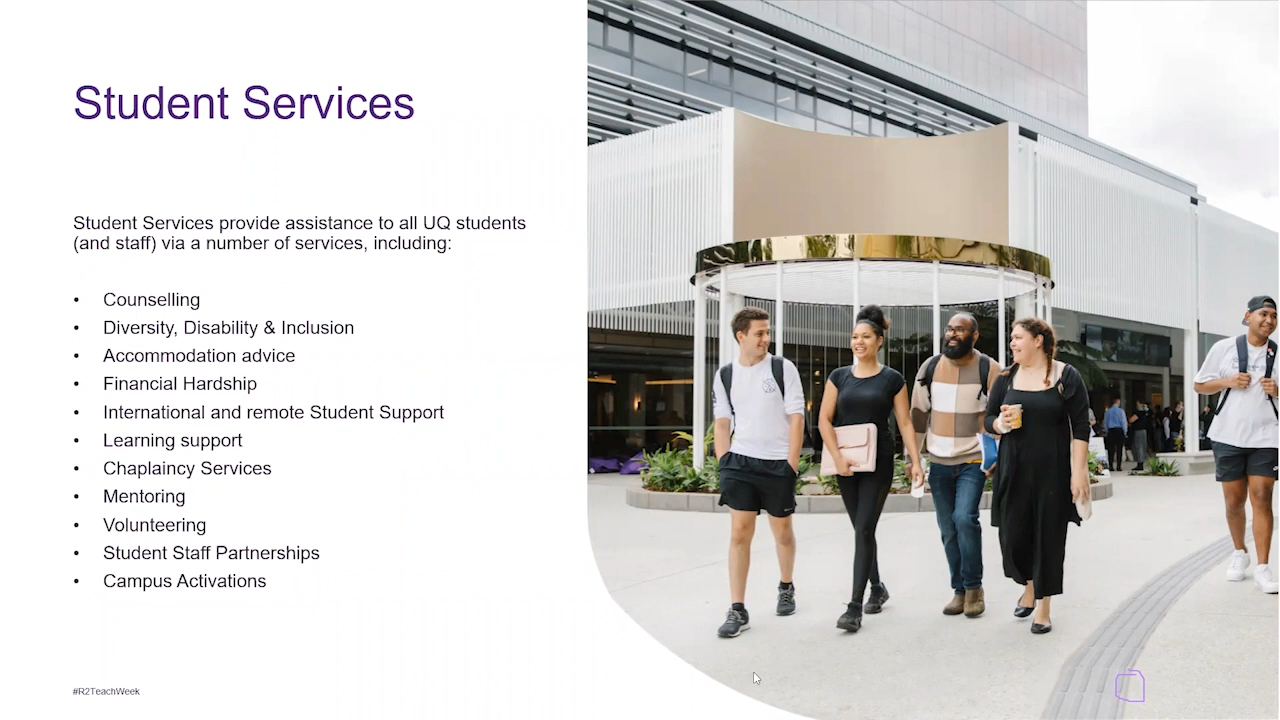 Student Services
Student Services provide assistance to all UQ students
(and staff) via a number of services, including:
• Counselling
• Diversity, Disability & Inclusion
• Accommodation advice
• Financial Hardship
• International and remote Student Support
• Learning support
• Chaplaincy Services
• Mentoring
• Volunteering
• Student Staff Partnerships
• Campus Activations
#R2TeachWeek